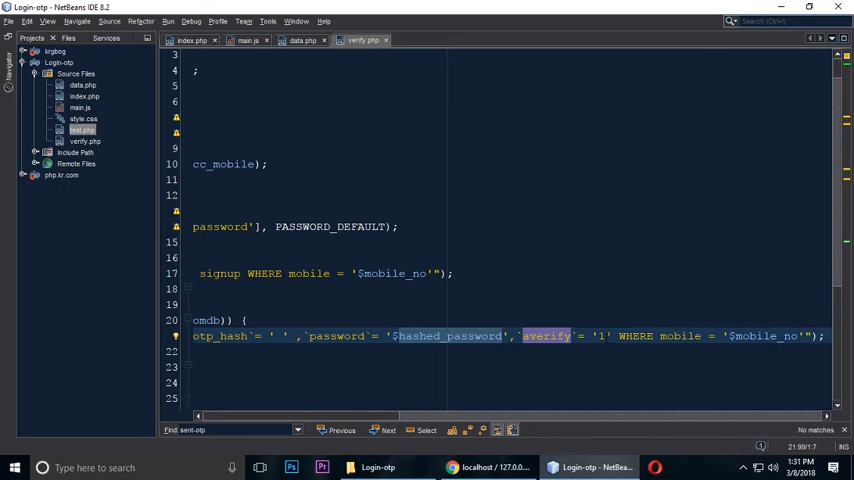 Login-otp - NetBeans IDE 8.2
File Edit View Navigate Source Refactor Run Debug Profile Team Tools Window Help
Search (Ctrl+I)
Projects Files Services
index.php main.js data.php verify.php
Navigator
krgbog
Login-otp
Source Files
data.php
index.php
main.js
style.css
test.php
verify.php
Include Path
Remote Files
php.kr.com
3
4 ;
5
6
10 cc_mobile);
11
12
password'], PASSWORD_DEFAULT);
15
16
17 signup WHERE mobile = '$mobile_no'");
18
19
20 omdb)) {
otp_hash`= ' ' ,`password`= '$hashed_password',`averify`= '1' WHERE mobile = '$mobile_no'");
22
23
24
25
Find: sent-otp Previous Next Select No matches
21:99/1:7 INS
Type here to search Login-otp localhost / 127.0.0... Login-otp - NetBea... 1:31 PM
3/8/2018